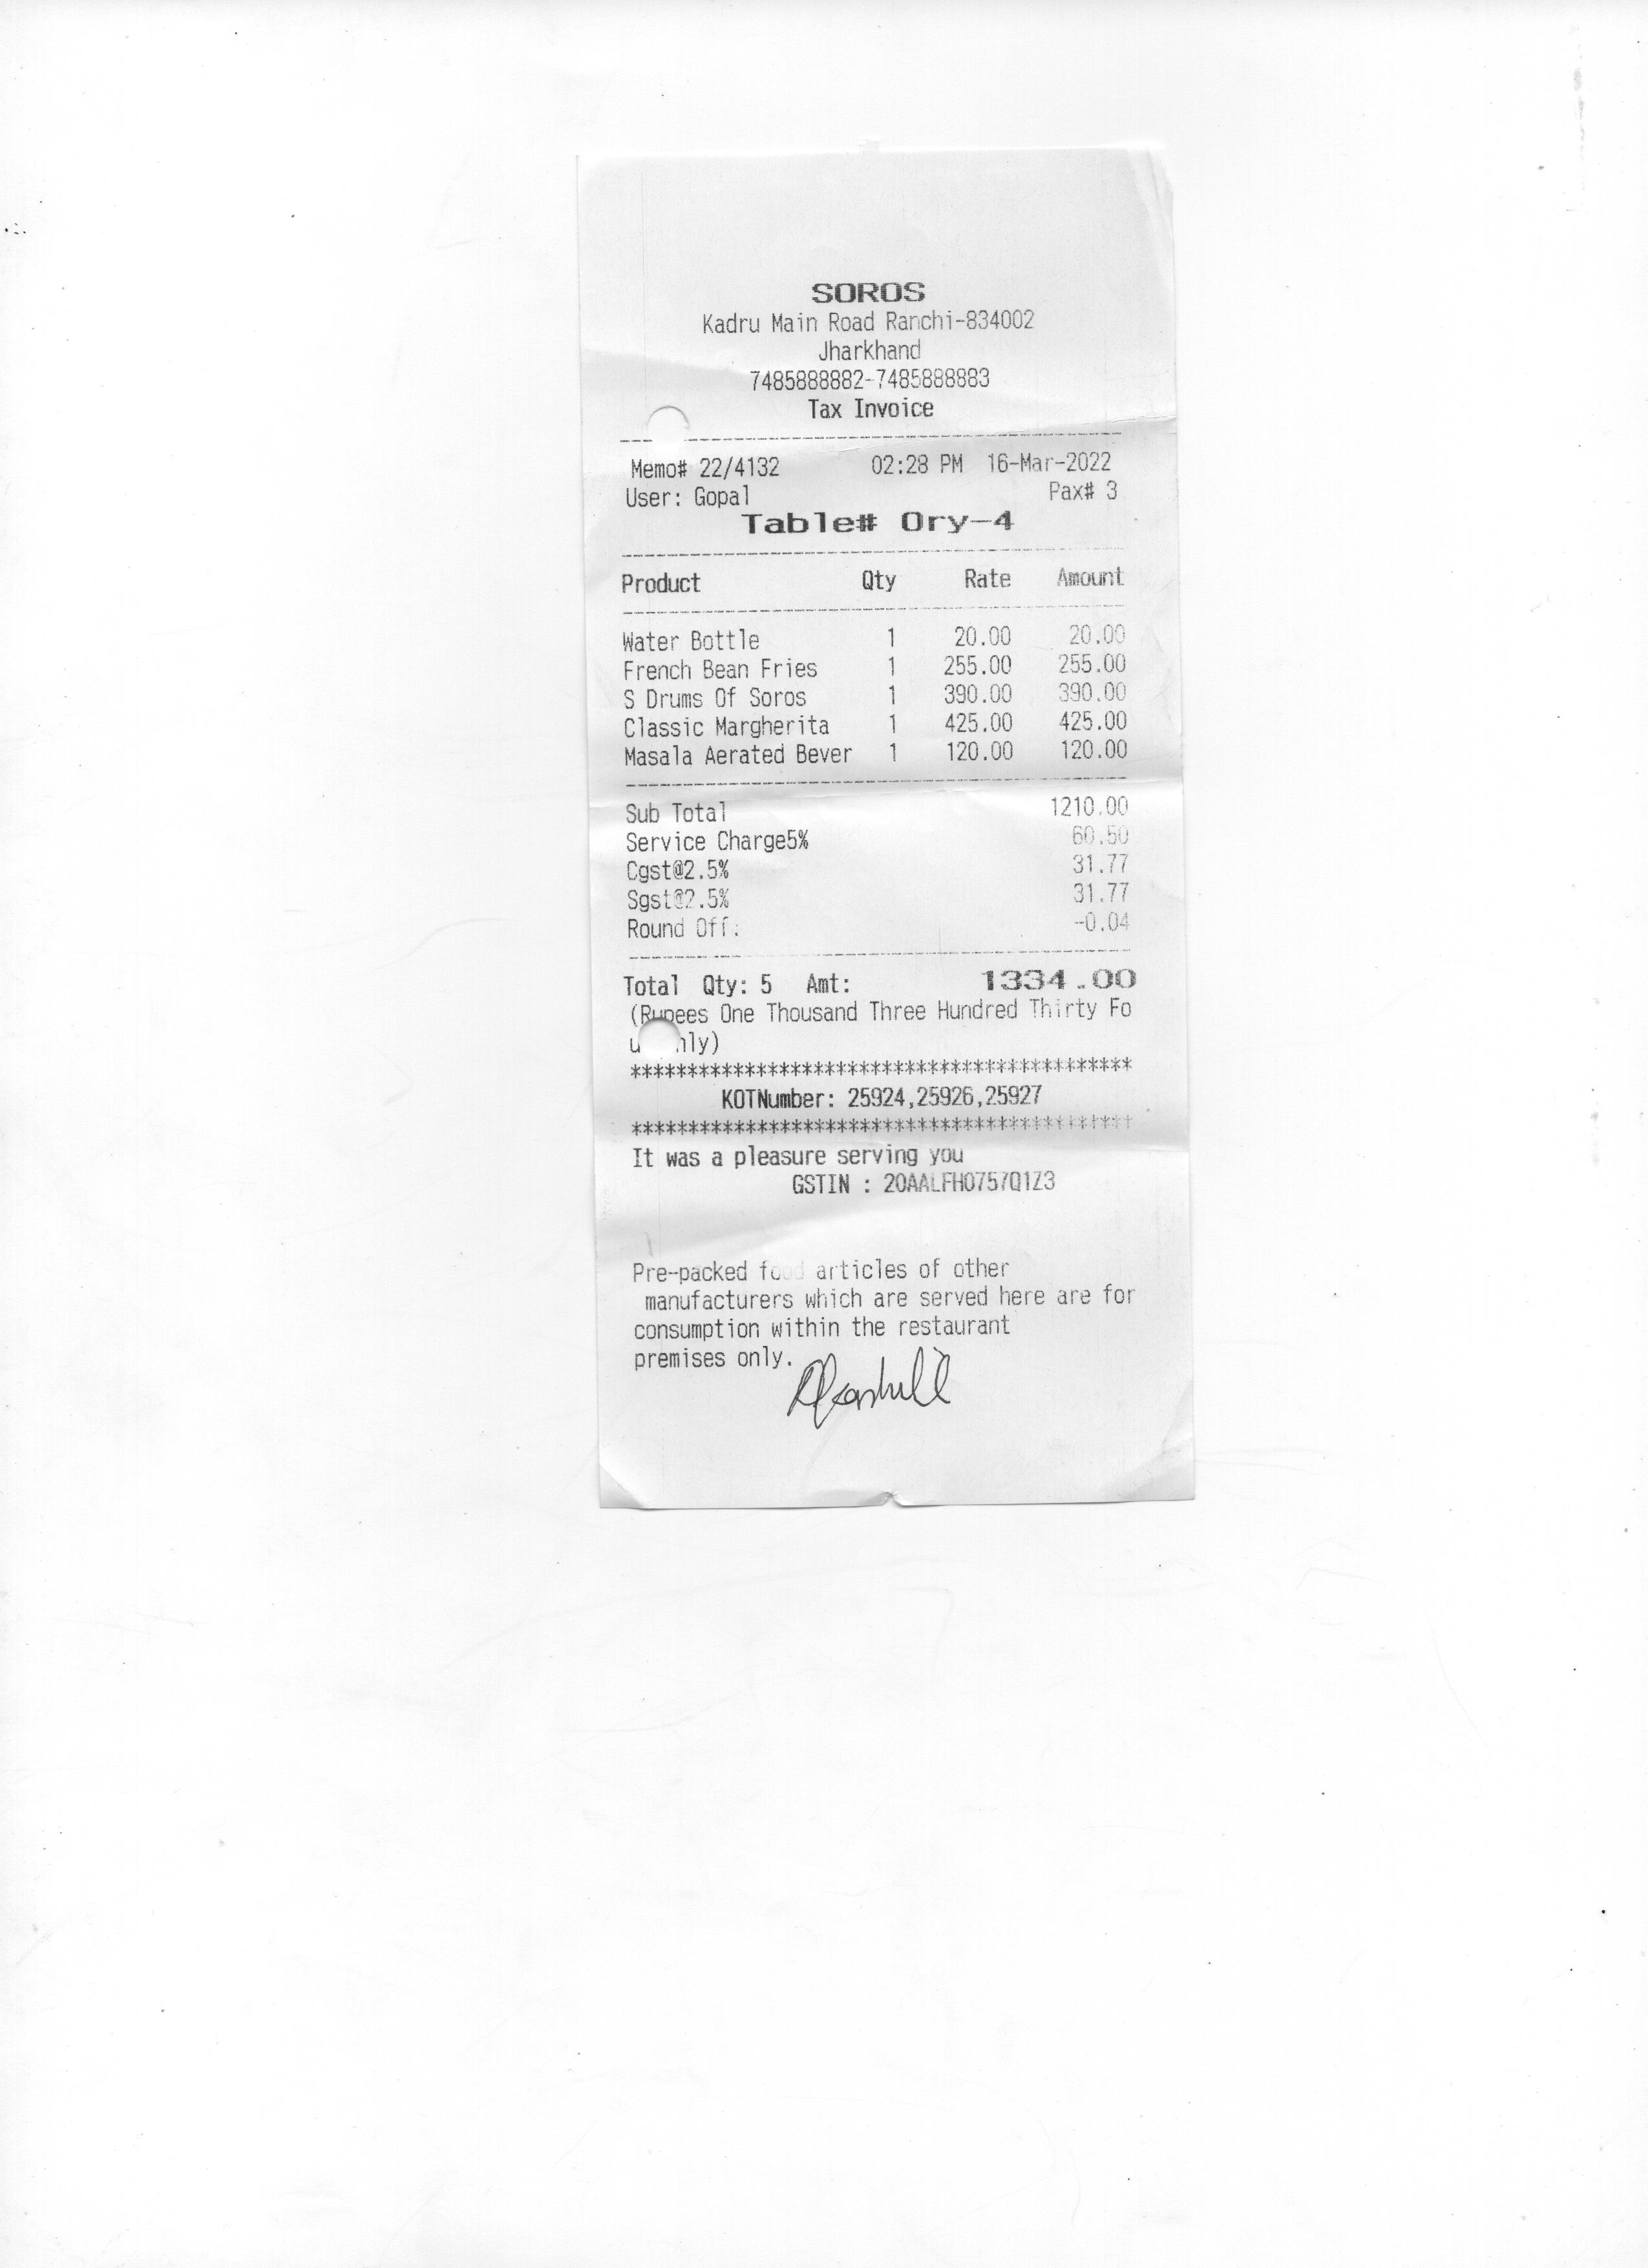 SOROS
Kadru Main Road Ranchi-834002
Jharkhand
7485888882-7485888883
Tax Invoice
Memo# 22/4132 02:28 PM 16-Mar-2022
User: Gopal Pax# 3
Table# Ory-4
Product Qty Rate Amount
Water Bottle 1 20.00 20.00
French Bean Fries 1 255.00 255.00
S Drums Of Soros 1 390.00 390.00
Classic Margherita 1 425.00 425.00
Masala Aerated Bever 1 120.00 120.00
Sub Total 1210.00
Service Charge5% 60.50
Cgst@2.5% 31.77
Sgst@2.5% 31.77
Round Off: -0.04
Total Qty: 5 Amt: 1334.00
(Rupees One Thousand Three Hundred Thirty Fo
********************************************
KOTNumber: 25924,25926,25927
********************************************
It was a pleasure serving you
GSTIN : 20AALFH0757Q1Z3
Pre-packed food articles of other
manufacturers which are served here are for
consumption within the restaurant
premises only.